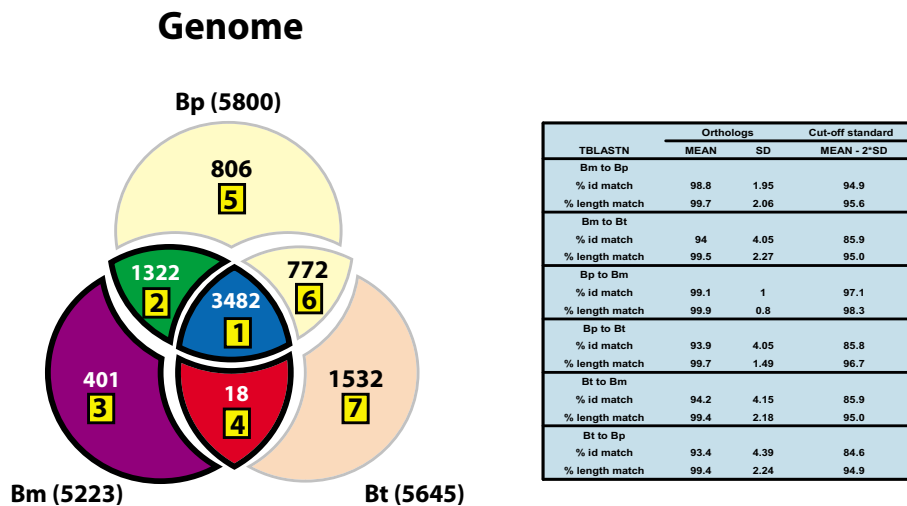 Genome
Bp (5800)
806
5
1322
2
772
6
3482
1
401
3
18
4
1532
7
Bm (5223)
Bt (5645)
Orthologs Cut-off standard
TBLASTN MEAN SD MEAN - 2*SD
Bm to Bp
% id match 98.8 1.95 94.9
% length match 99.7 2.06 95.6
Bm to Bt
% id match 94 4.05 85.9
% length match 99.5 2.27 95.0
Bp to Bm
% id match 99.1 1 97.1
% length match 99.9 0.8 98.3
Bp to Bt
% id match 93.9 4.05 85.8
% length match 99.7 1.49 96.7
Bt to Bm
% id match 94.2 4.15 85.9
% length match 99.4 2.18 95.0
Bt to Bp
% id match 93.4 4.39 84.6
% length match 99.4 2.24 94.9